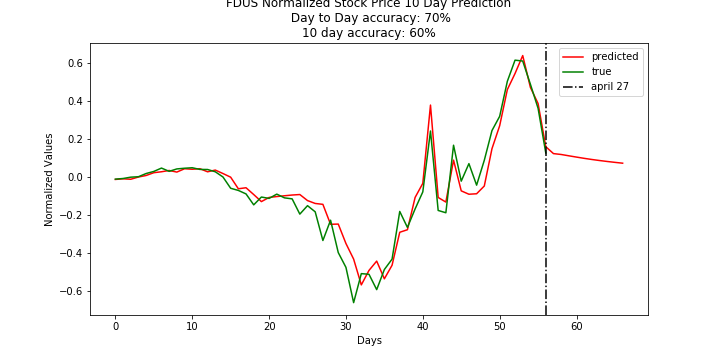 FDUS Normalized Stock Price 10 Day Prediction
Day to Day accuracy: 70%
10 day accuracy: 60%
predicted
true
april 27
Normalized Values
0.6
0.4
0.2
0.0
−0.2
−0.4
−0.6
0 10 20 30 40 50 60
Days